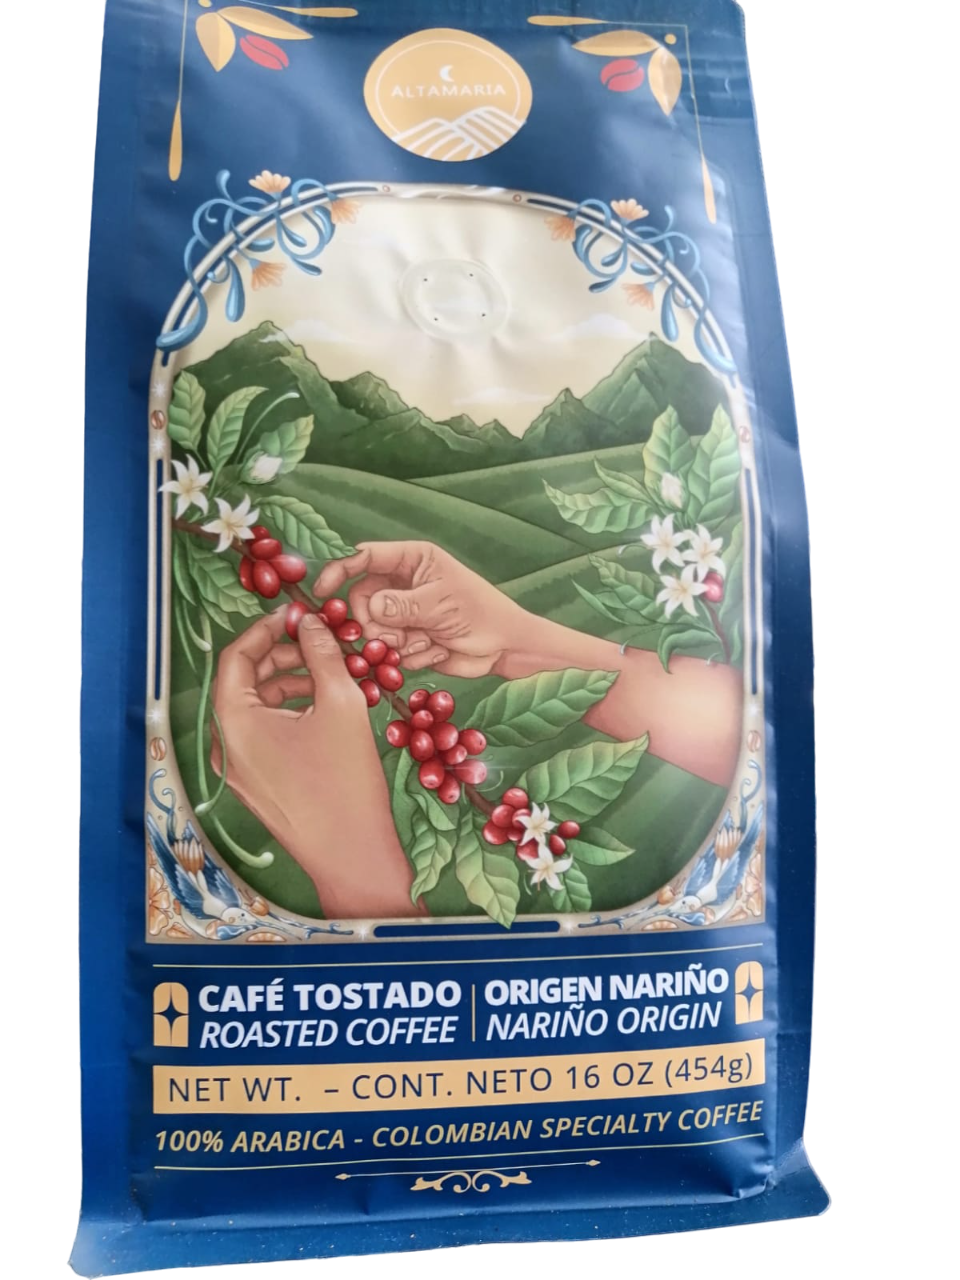 ALTAMARIA
CAFÉ TOSTADO
ROASTED COFFEE
ORIGEN NARIÑO
NARIÑO ORIGIN
NET WT. – CONT. NETO 16 OZ (454g)
100% ARABICA - COLOMBIAN SPECIALTY COFFEE